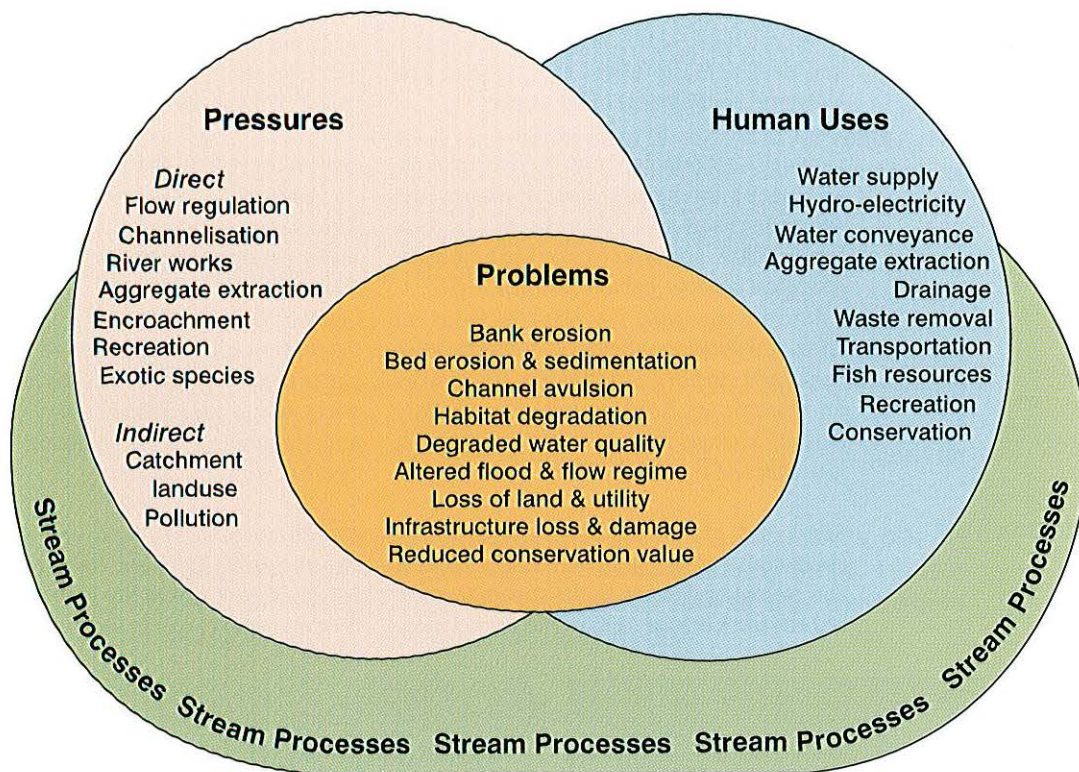 Pressures
Direct
Flow regulation
Channelisation
River works
Aggregate extraction
Encroachment
Recreation
Exotic species
Indirect
Catchment
landuse
Pollution
Problems
Bank erosion
Bed erosion & sedimentation
Channel avulsion
Habitat degradation
Degraded water quality
Altered flood & flow regime
Loss of land & utility
Infrastructure loss & damage
Reduced conservation value
Human Uses
Water supply
Hydro-electricity
Water conveyance
Aggregate extraction
Drainage
Waste removal
Transportation
Fish resources
Recreation
Conservation
Stream Processes
Stream Processes
Stream Processes
Stream Processes
Stream Processes